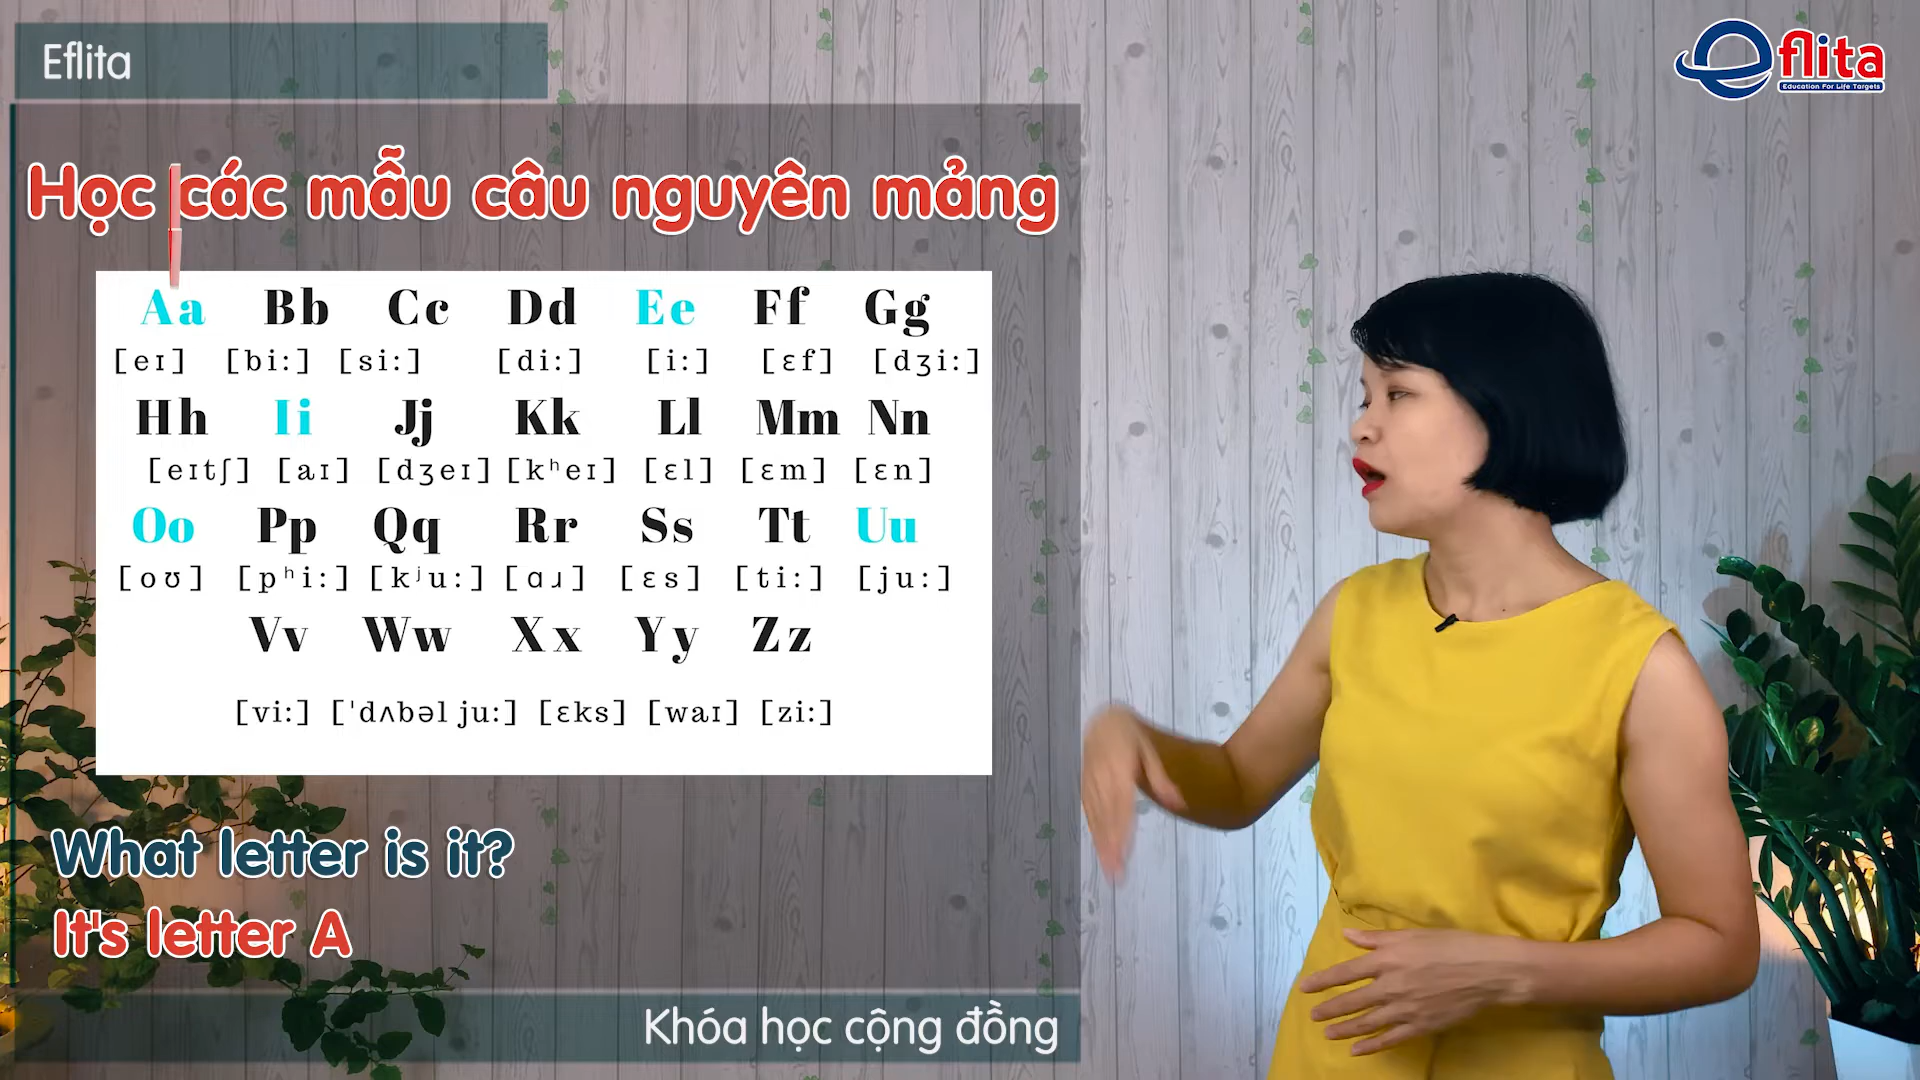 Eflita
eflita
Education For Life Targets
Học các mẫu câu nguyên mảng
Aa Bb Cc Dd Ee Ff Gg
[eɪ] [bi:] [si:] [di:] [i:] [ɛf] [dʒi:]
Hh Ii Jj Kk Ll Mm Nn
[eɪtʃ] [aɪ] [dʒeɪ] [kʰeɪ] [ɛl] [ɛm] [ɛn]
Oo Pp Qq Rr Ss Tt Uu
[oʊ] [pʰi:] [kʲu:] [ɑɹ] [ɛs] [ti:] [ju:]
Vv Ww Xx Yy Zz
[vi:] [ˈdʌbəl ju:] [ɛks] [waɪ] [zi:]
What letter is it?
It's letter A
Khóa học cộng đồng